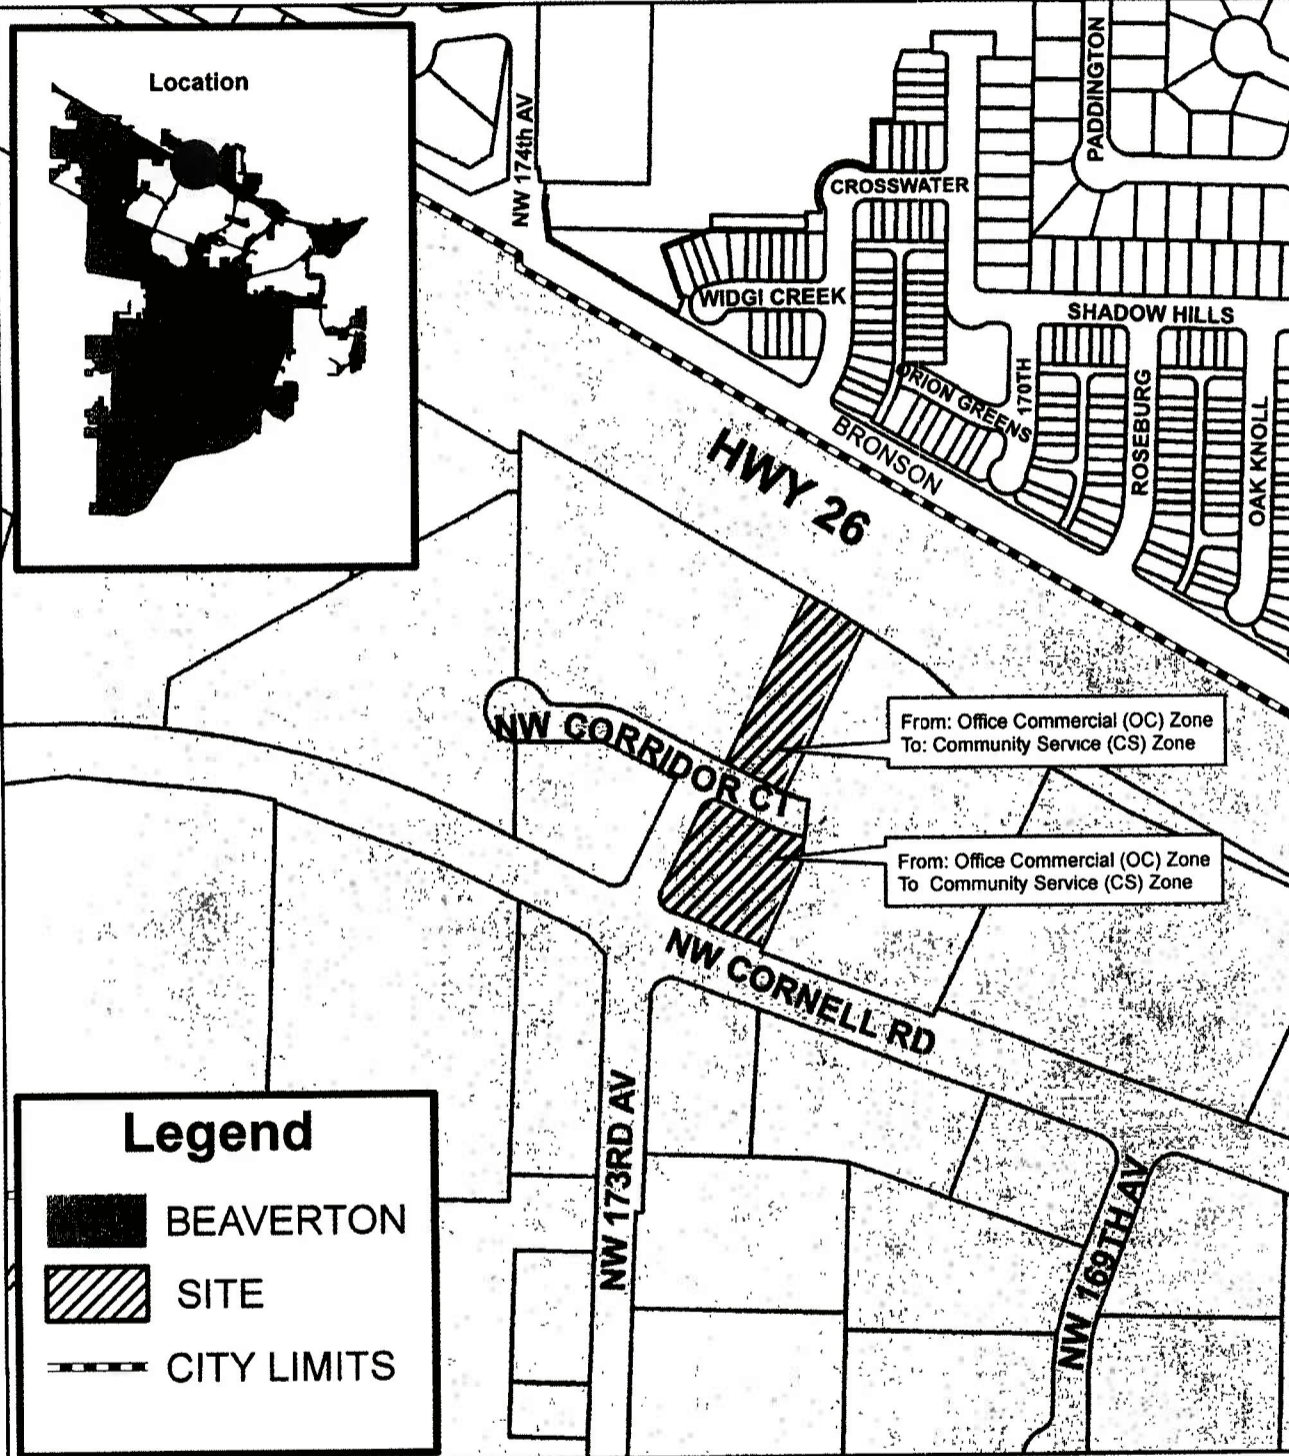 Location
NW 174th AV
PADDINGTON
CROSSWATER
WIDGI CREEK
SHADOW HILLS
ORION GREENS
170TH
ROSEBURG
OAK KNOLL
BRONSON
HWY 26
From: Office Commercial (OC) Zone
To: Community Service (CS) Zone
NW CORRIDOR CT
From: Office Commercial (OC) Zone
To Community Service (CS) Zone
NW CORNELL RD
NW 173RD AV
NW 169TH AV
Legend
BEAVERTON
SITE
CITY LIMITS